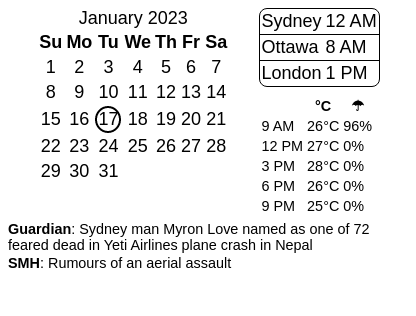 January 2023
Su Mo Tu We Th Fr Sa
1 2 3 4 5 6 7
8 9 10 11 12 13 14
15 16 17 18 19 20 21
22 23 24 25 26 27 28
29 30 31
Sydney 12 AM
Ottawa 8 AM
London 1 PM
°C ☂
9 AM 26°C 96%
12 PM 27°C 0%
3 PM 28°C 0%
6 PM 26°C 0%
9 PM 25°C 0%
Guardian: Sydney man Myron Love named as one of 72
feared dead in Yeti Airlines plane crash in Nepal
SMH: Rumours of an aerial assault